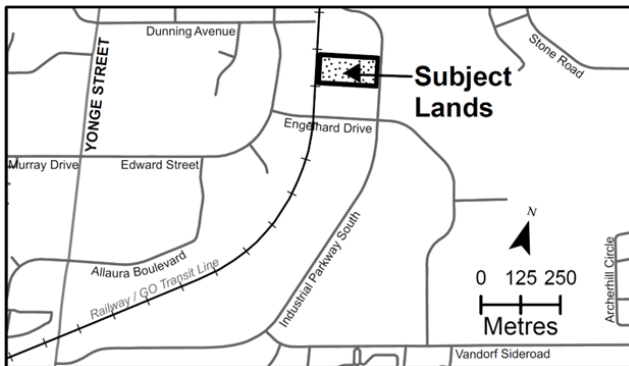 Dunning Avenue
Stone Road
YONGE STREET
Subject
Lands
Engelhard Drive
Murray Drive
Edward Street
Allaura Boulevard
Railway / GO Transit Line
Industrial Parkway South
N
0 125 250
Metres
Archerhill Circle
Vandorf Sideroad